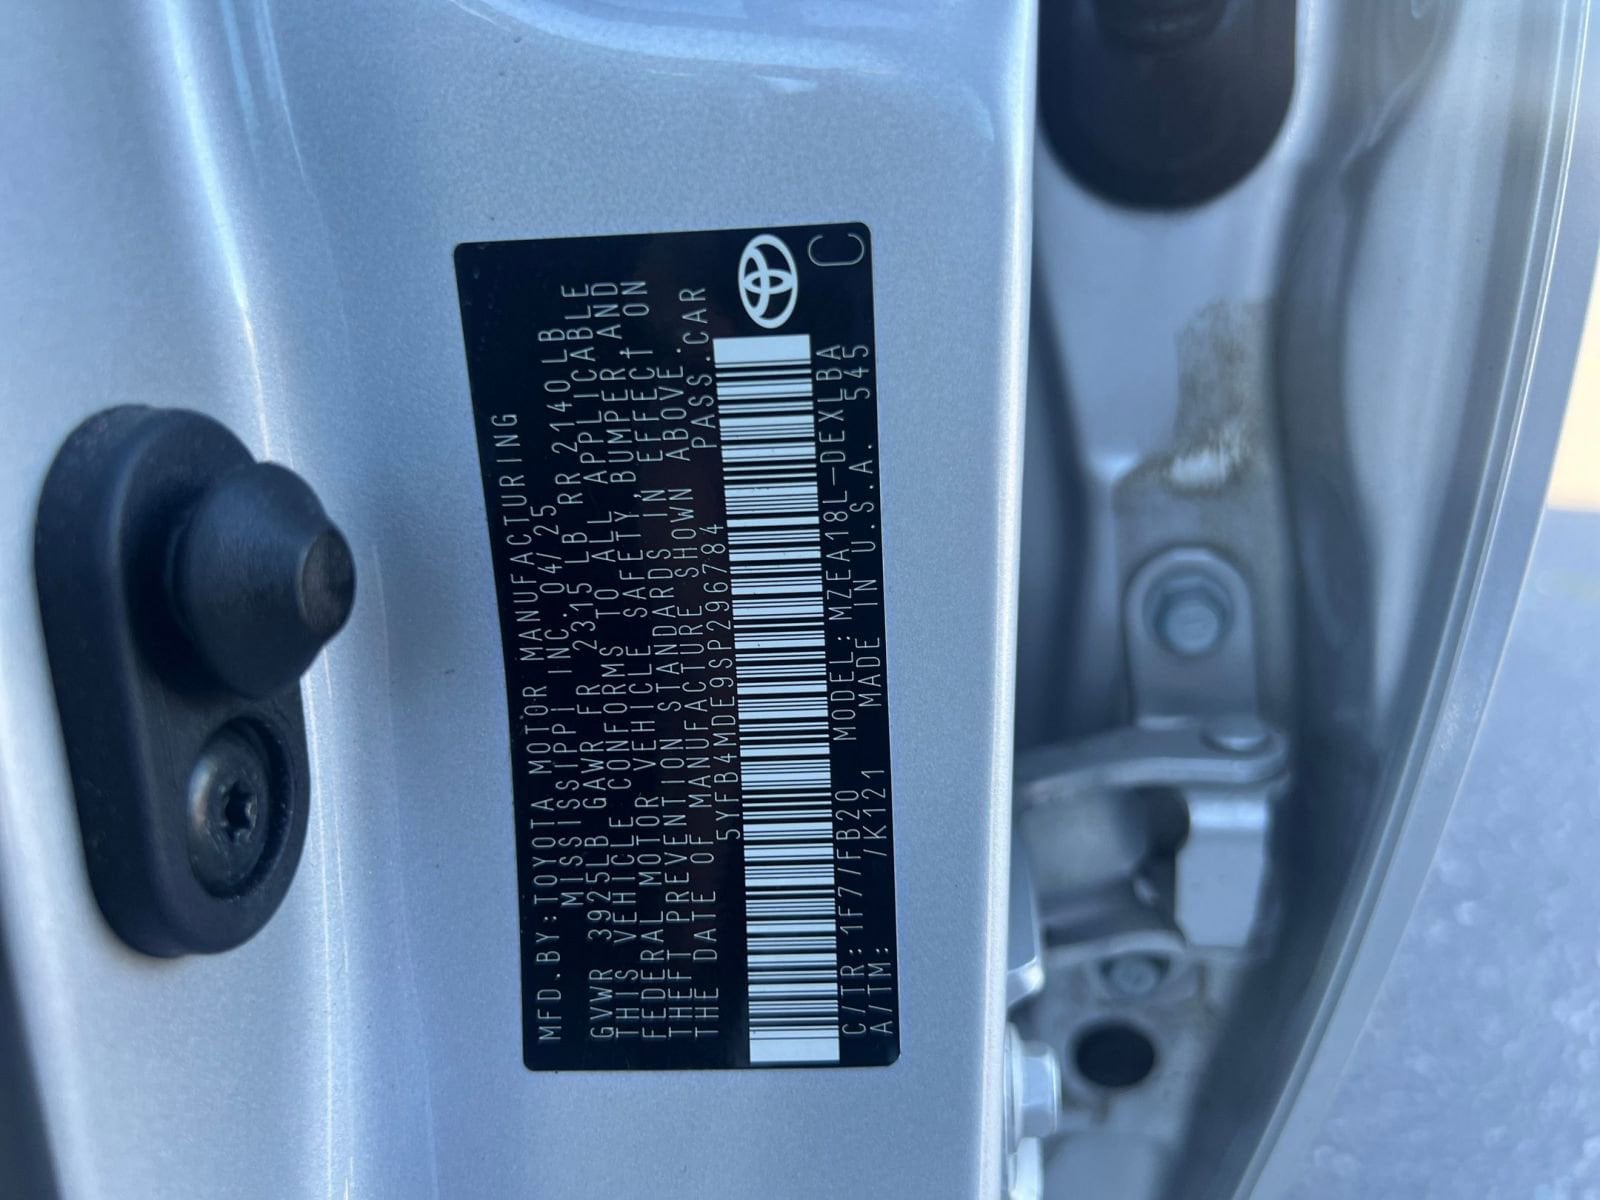 MFD.BY:TOYOTA MOTOR MANUFACTURING
MISSISSIPPI INC. 04/25
GVWR 3925LB GAWR FR 2315 LB RR 2140LB
THIS VEHICLE CONFORMS TO ALL APPLICABLE
FEDERAL MOTOR VEHICLE SAFETY,BUMPER,AND
THEFT PREVENTION STANDARDS IN EFFECT ON
THE DATE OF MANUFACTURE SHOWN ABOVE.
5YFB4MDE9SP296784 PASS.CAR
C/TR:1F7/FB20 MODEL:MZEA18L-DEXLBA
A/TM: /K121 MADE IN U.S.A. 545
C